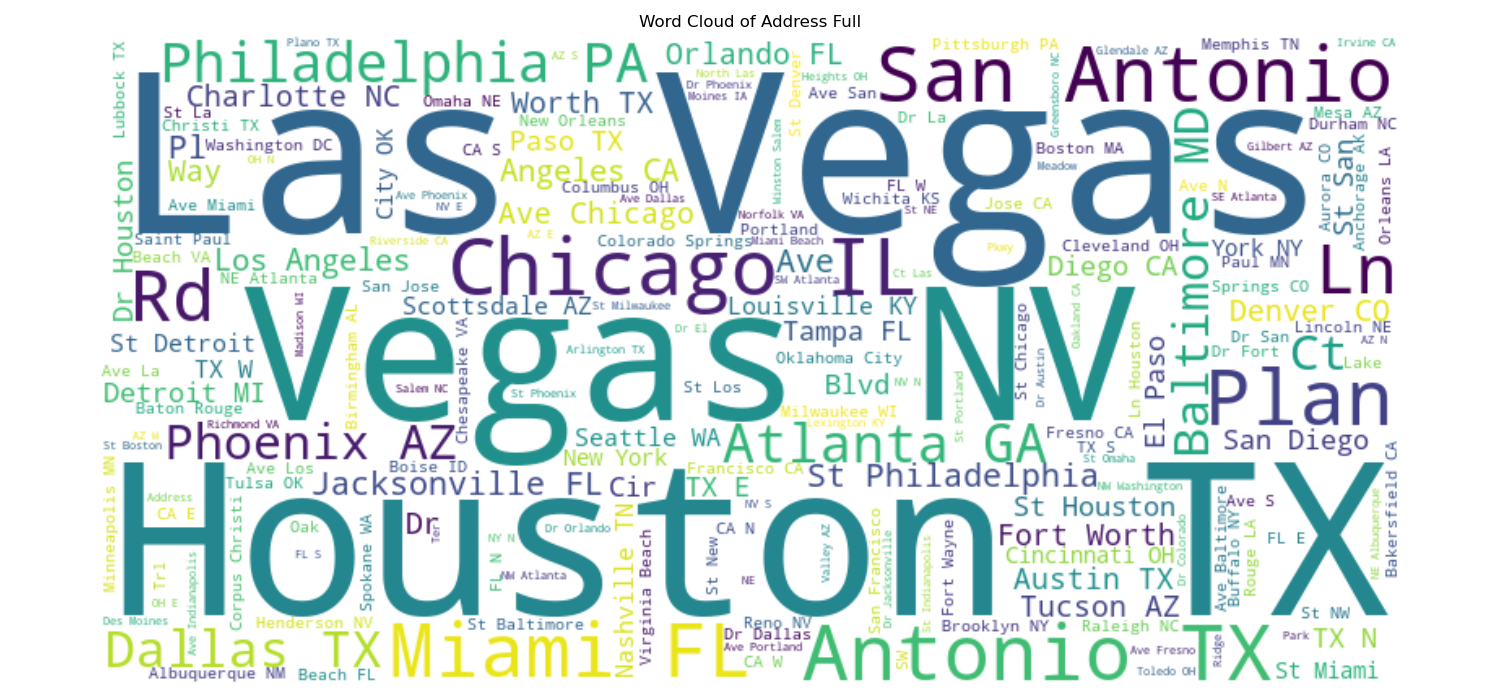 Word Cloud of Address Full
Lubbock TX
Plano TX
Philadelphia PA
AZ S
Orlando FL
Pittsburgh PA
Glendale AZ
Memphis TN
Irvine CA
San Antonio
North Las
Dr Phoenix
Moines IA
Heights OH
Ave San
St Denver
Greensboro NC
Las Vegas
Charlotte NC
Omaha NE
Worth TX
New Orleans
St La
Christi TX
Pl
Washington DC
OH N
Way
City OK
CA S
Paso TX
Angeles CA
Columbus OH
Ave Dallas
Ave Phoenix
NV E
Ave Miami
Ave Chicago
Norfolk VA
Winston Salem
Dr La
Boston MA
Meadow
FL W
Wichita KS
St NE
Jose CA
Ave N
SE Atlanta
Gilbert AZ
Mesa AZ
Durham NC
Aurora CO
St San
Anchorage AK
Orleans LA
Baltimore MD
Dr Houston
Saint Paul
Beach VA
Riverside CA
Los Angeles
NE Atlanta
AZ E
Colorado Springs
Portland
Miami Beach
Chicago IL
Ave
SW Atlanta
Ct Las
Pkwy
Cleveland OH
Diego CA
York NY
Paul MN
Springs CO
Ln
Rd
San Jose
Scottsdale AZ
St Milwaukee
Louisville KY
Denver CO
Lincoln NE
AZ N
Dr San
Dr Fort
Ct
Lake
St Detroit
TX W
Ave La
Detroit MI
Baton Rouge
Richmond VA
Madison WI
Birmingham AL
Vegas NV
Chesapeake VA
Salem NC
Dr El
Arlington TX
St Phoenix
Tampa FL
Oklahoma City
St Los
Blvd
NV N
Milwaukee WI
Lexington KY
St Portland
St Chicago
Dr Austin
Oakland CA
Ln Houston
El Paso
Plan
San Diego
St Boston
AZ W
Phoenix AZ
Seattle WA
New York
Atlanta GA
Fresno CA
TX S
St Omaha
Minneapolis MN
Ave Los
Tulsa OK
Boise ID
Jacksonville FL
Cir
Francisco CA
TX E
St Philadelphia
NW Washington
Bakersfield CA
Houston TX
Address
CA E
Trl
OH E
Ave Indianapolis
Corpus Christi
Oak
FL S
Spokane WA
Dr
Ter
NY N
FL N
NW Atlanta
Dr Orlando
Nashville TN
Virginia Beach
NV S
CA N
St New
NE
Valley AZ
San Francisco
Dr Jacksonville
St Indianapolis
Fort Wayne
St Houston
Fort Worth
Cincinnati OH
Austin TX
Tucson AZ
Dr Colorado
Ave Baltimore
Buffalo NY
Ave S
Rouge LA
FL E
NE Albuquerque
St NW
Des Moines
Henderson NV
St Baltimore
Reno NV
Brooklyn NY
Raleigh NC
Dallas TX
Miami FL
Dr Dallas
Ave Portland
CA W
SW
Antonio TX
Ave Fresno
Toledo OH
Ridge
Park
TX N
St Miami
Albuquerque NM
Beach FL